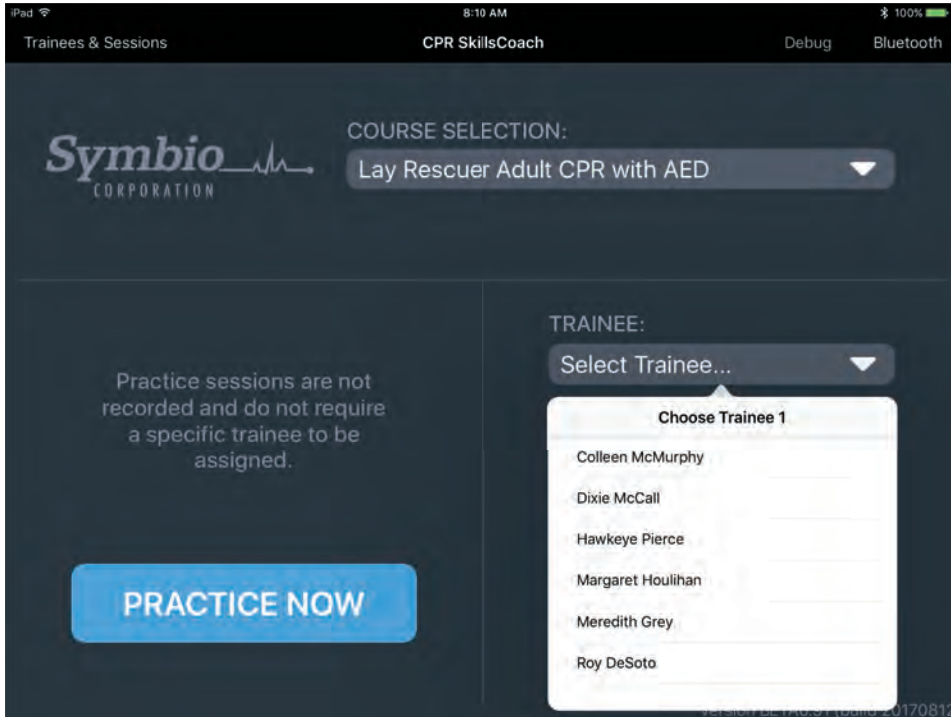 iPad 8:10 AM 100%
Trainees & Sessions CPR SkillsCoach Debug Bluetooth
Symbio
CORPORATION
COURSE SELECTION:
Lay Rescuer Adult CPR with AED
Practice sessions are not
recorded and do not require
a specific trainee to be
assigned.
PRACTICE NOW
TRAINEE:
Select Trainee...
Choose Trainee 1
Colleen McMurphy
Dixie McCall
Hawkeye Pierce
Margaret Houlihan
Meredith Grey
Roy DeSoto